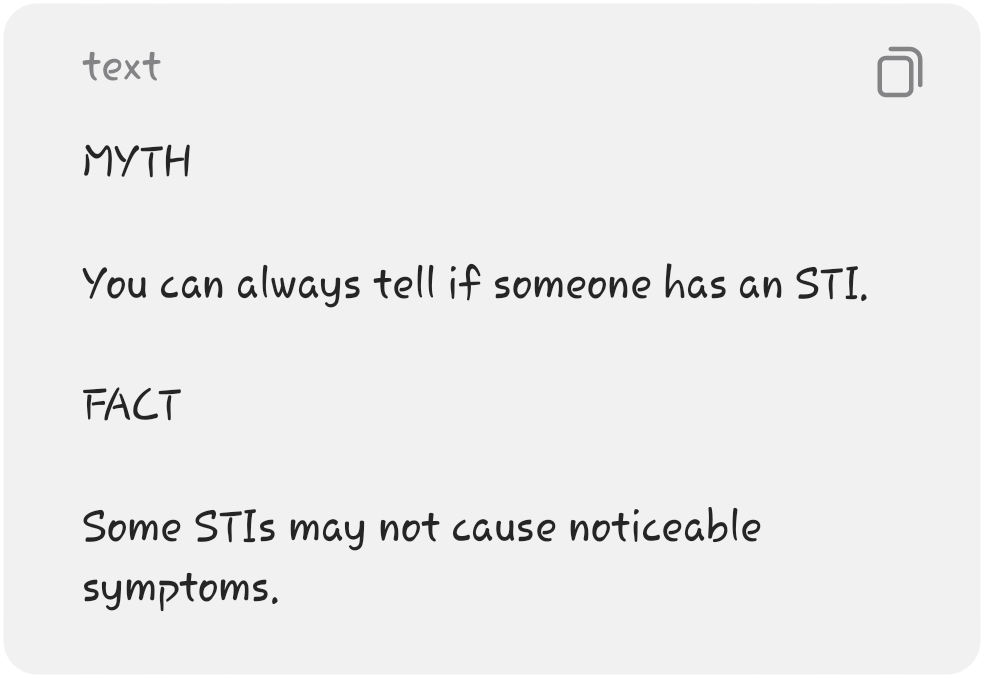 text
MYTH
You can always tell if someone has an STI.
FACT
Some STIs may not cause noticeable
symptoms.